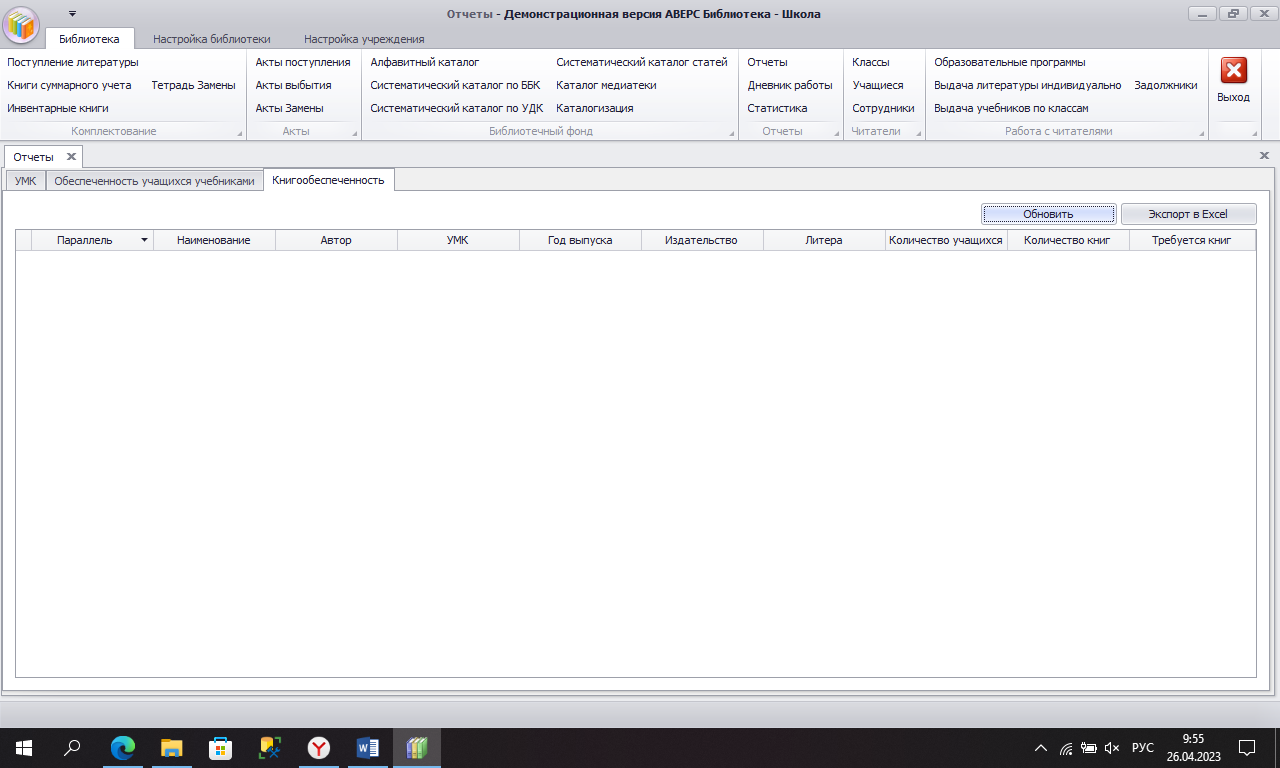 Отчеты - Демонстрационная версия АВЕРС Библиотека - Школа
Библиотека Настройка библиотеки Настройка учреждения
Поступление литературы
Книги суммарного учета Тетрадь Замены
Инвентарные книги
Комплектование
Акты поступления
Акты выбытия
Акты Замены
Акты
Алфавитный каталог Систематический каталог статей
Систематический каталог по ББК Каталог медиатеки
Систематический каталог по УДК Каталогизация
Библиотечный фонд
Отчеты
Дневник работы
Статистика
Отчеты
Классы
Учащиеся
Сотрудники
Читатели
Образовательные программы
Выдача литературы индивидуально Задолжники
Выдача учебников по классам
Работа с читателями
Выход
Отчеты
УМК Обеспеченность учащихся учебниками Книгообеспеченность
Обновить Экспорт в Excel
Параллель Наименование Автор УМК Год выпуска Издательство Литера Количество учащихся Количество книг Требуется книг
РУС
9:55
26.04.2023